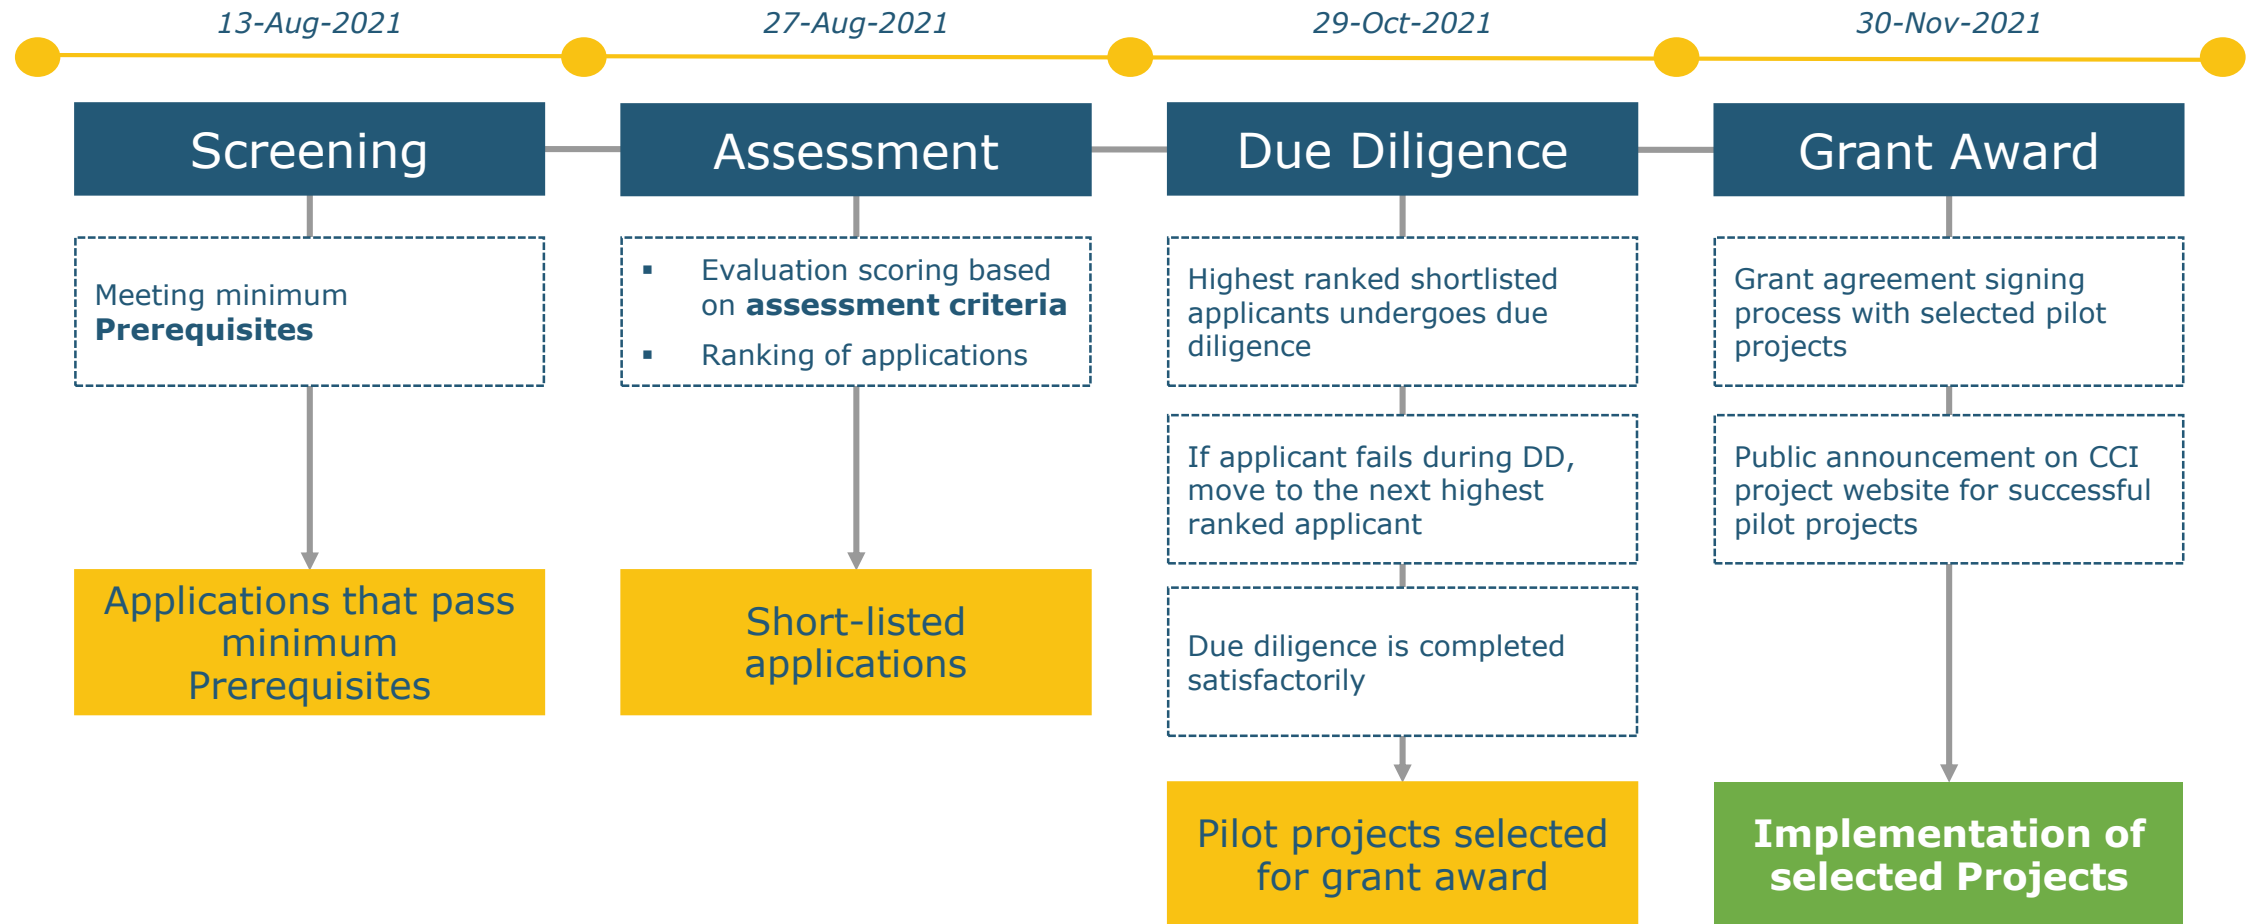 13-Aug-2021
27-Aug-2021
29-Oct-2021
30-Nov-2021
Screening
Assessment
Due Diligence
Grant Award
Meeting minimum
Prerequisites
▪ Evaluation scoring based
on assessment criteria
▪ Ranking of applications
Highest ranked shortlisted
applicants undergoes due
diligence
Grant agreement signing
process with selected pilot
projects
If applicant fails during DD,
move to the next highest
ranked applicant
Public announcement on CCI
project website for successful
pilot projects
Applications that pass
minimum
Prerequisites
Short-listed
applications
Due diligence is completed
satisfactorily
Pilot projects selected
for grant award
Implementation of
selected Projects